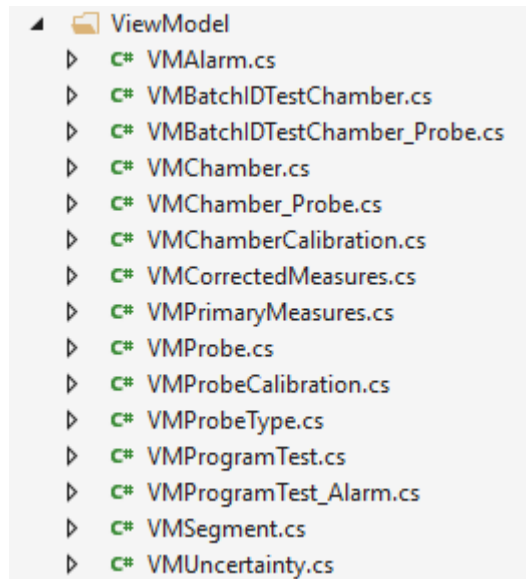 ViewModel
C# VMAlarm.cs
C# VMBatchIDTestChamber.cs
C# VMBatchIDTestChamber_Probe.cs
C# VMChamber.cs
C# VMChamber_Probe.cs
C# VMChamberCalibration.cs
C# VMCorrectedMeasures.cs
C# VMPrimaryMeasures.cs
C# VMProbe.cs
C# VMProbeCalibration.cs
C# VMProbeType.cs
C# VMProgramTest.cs
C# VMProgramTest_Alarm.cs
C# VMSegment.cs
C# VMUncertainty.cs